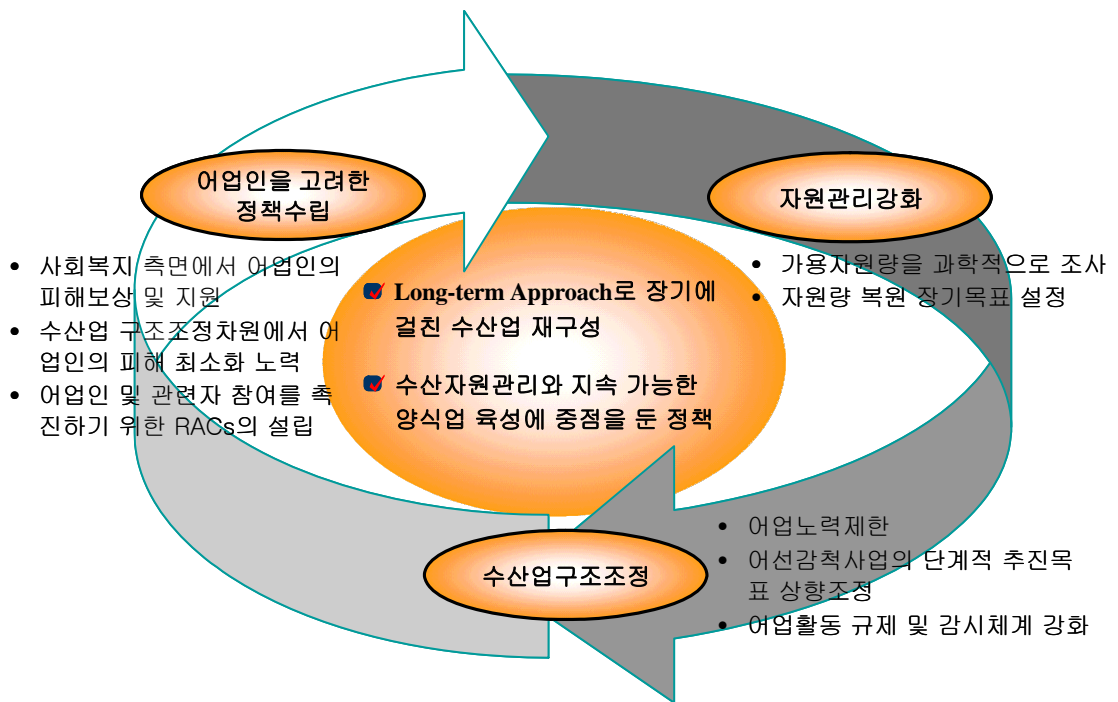 어업인을 고려한
정책수립
자원관리강화
• 사회복지 측면에서 어업인의
피해보상 및 지원
• 수산업 구조조정차원에서 어
업인의 피해 최소화 노력
• 어업인 및 관련자 참여를 촉
진하기 위한 RACs의 설립
Long-term Approach로 장기에
걸친 수산업 재구성
수산자원관리와 지속 가능한
양식업 육성에 중점을 둔 정책
• 가용자원량을 과학적으로 조사
• 자원량 복원 장기목표 설정
수산업구조조정
• 어업노력제한
• 어선감척사업의 단계적 추진목
표 상향조정
• 어업활동 규제 및 감시체계 강화